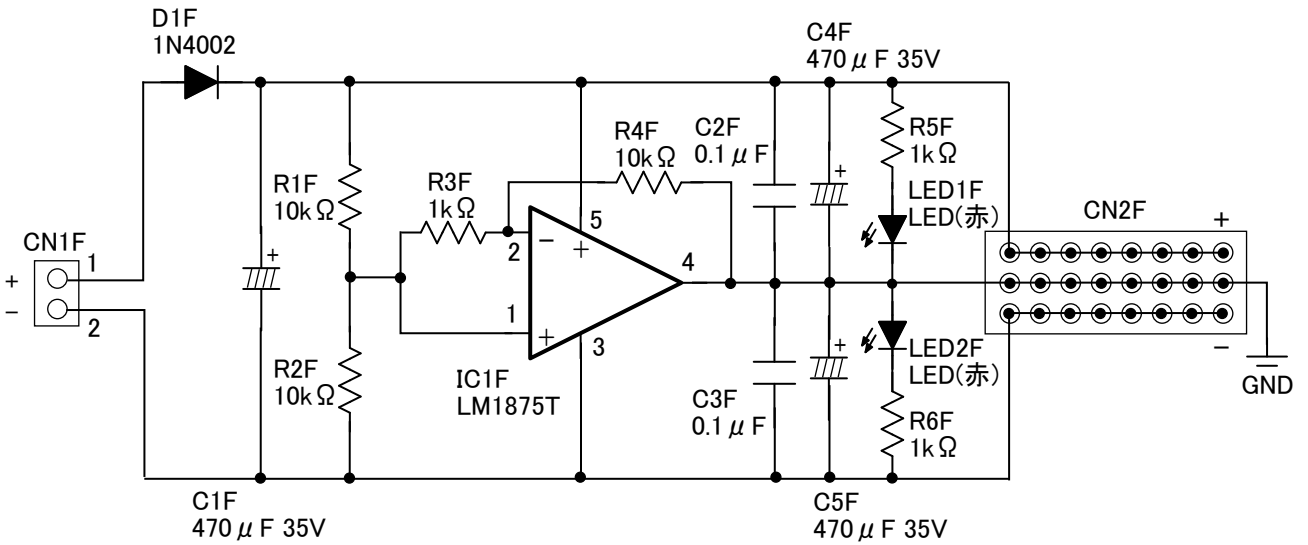 D1F
1N4002
C4F
470μF 35V
R5F
1kΩ
C2F
0.1μF
R4F
10kΩ
R1F
10kΩ
R3F
1kΩ
LED1F
LED(赤)
CN2F
+
CN1F
+
1
-
2
+
2
-
5
+
4
1
+
3
+
+
R2F
10kΩ
IC1F
LM1875T
C3F
0.1μF
LED2F
LED(赤)
-
GND
R6F
1kΩ
C1F
470μF 35V
C5F
470μF 35V